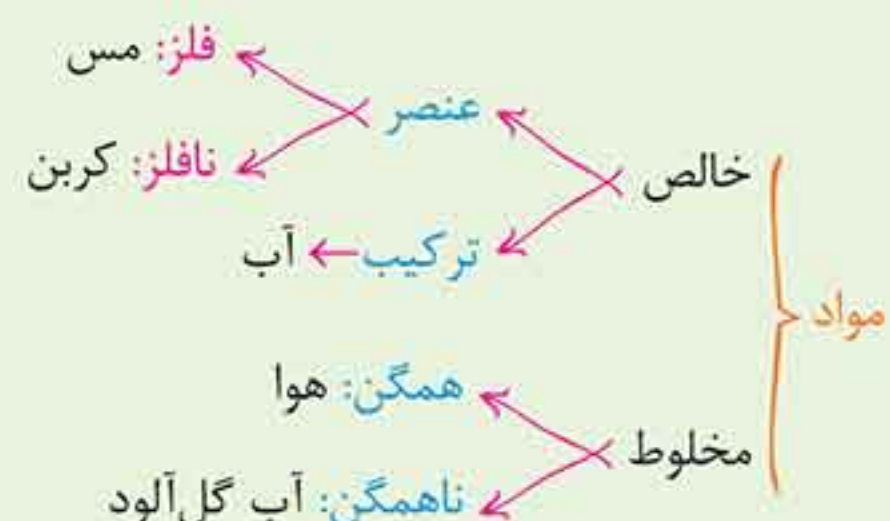 فلز: مس
عنصر
نافلز: کربن
خالص
ترکیب ← آب
مواد
همگن: هوا
مخلوط
ناهمگن: آب گل‌آلود